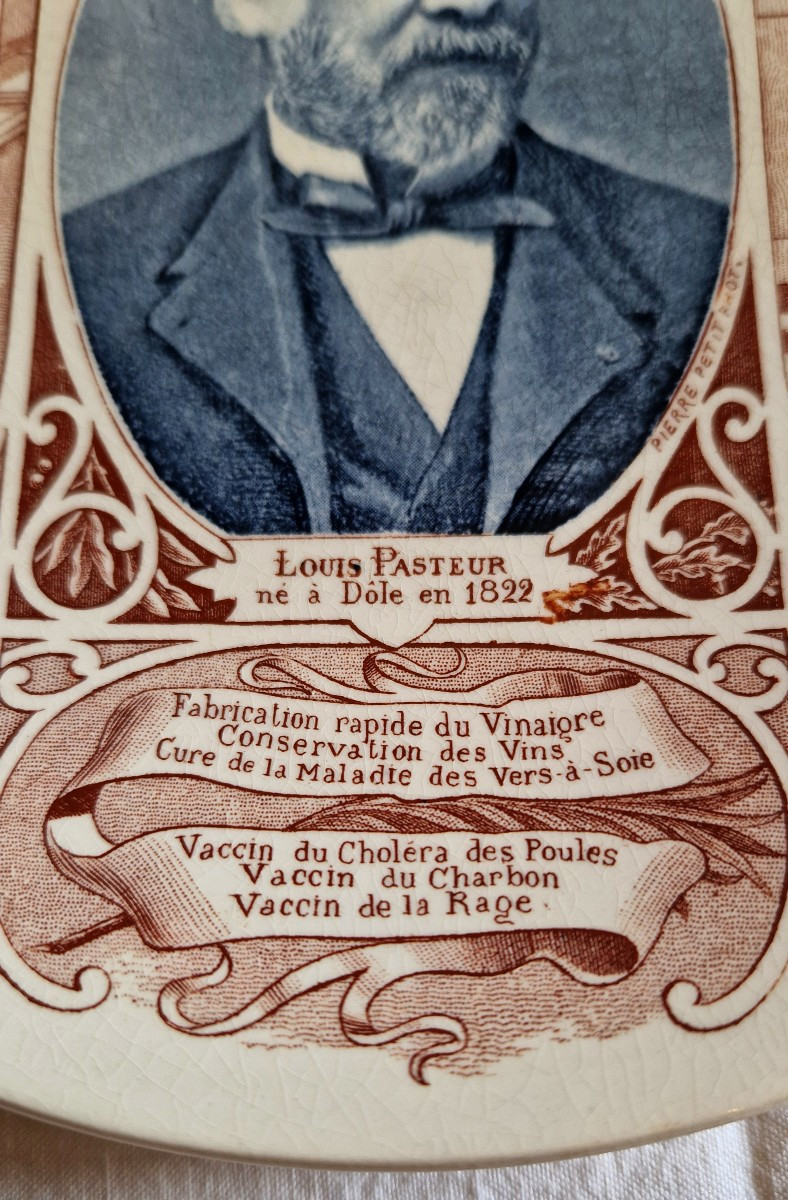 PIERRE PETIT PHOT.
LOUIS PASTEUR
né à Dôle en 1822
Fabrication rapide du Vinaigre
Conservation des Vins
Cure de la Maladie des Vers-à-Soie
Vaccin du Choléra des Poules
Vaccin du Charbon
Vaccin de la Rage.